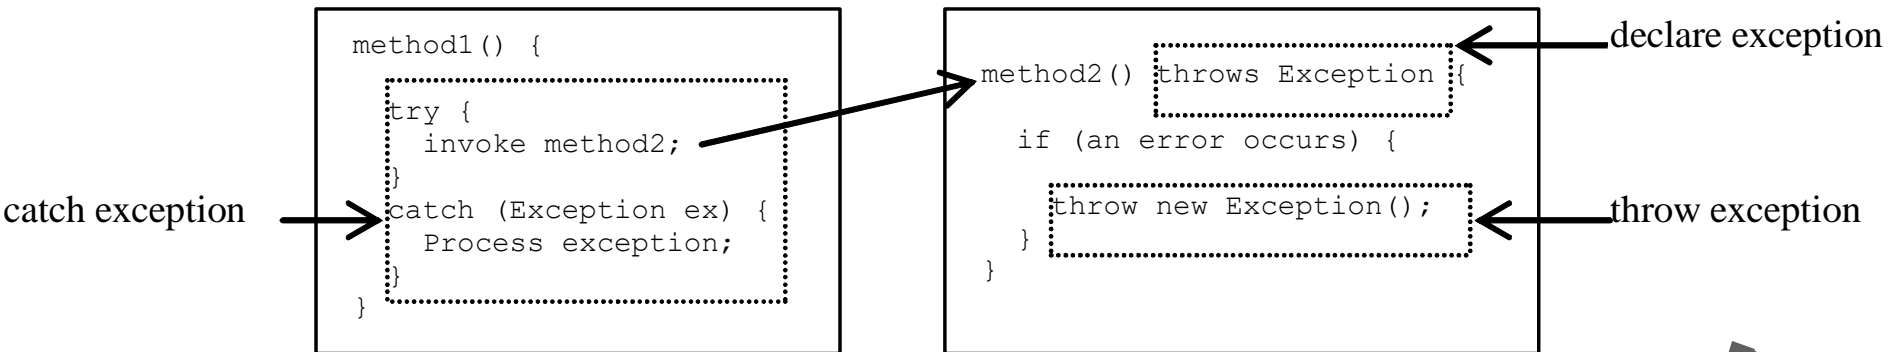 catch exception
method1() {
try {
invoke method2;
}
catch (Exception ex) {
Process exception;
}
}
method2() throws Exception {
if (an error occurs) {
throw new Exception();
}
}
declare exception
throw exception